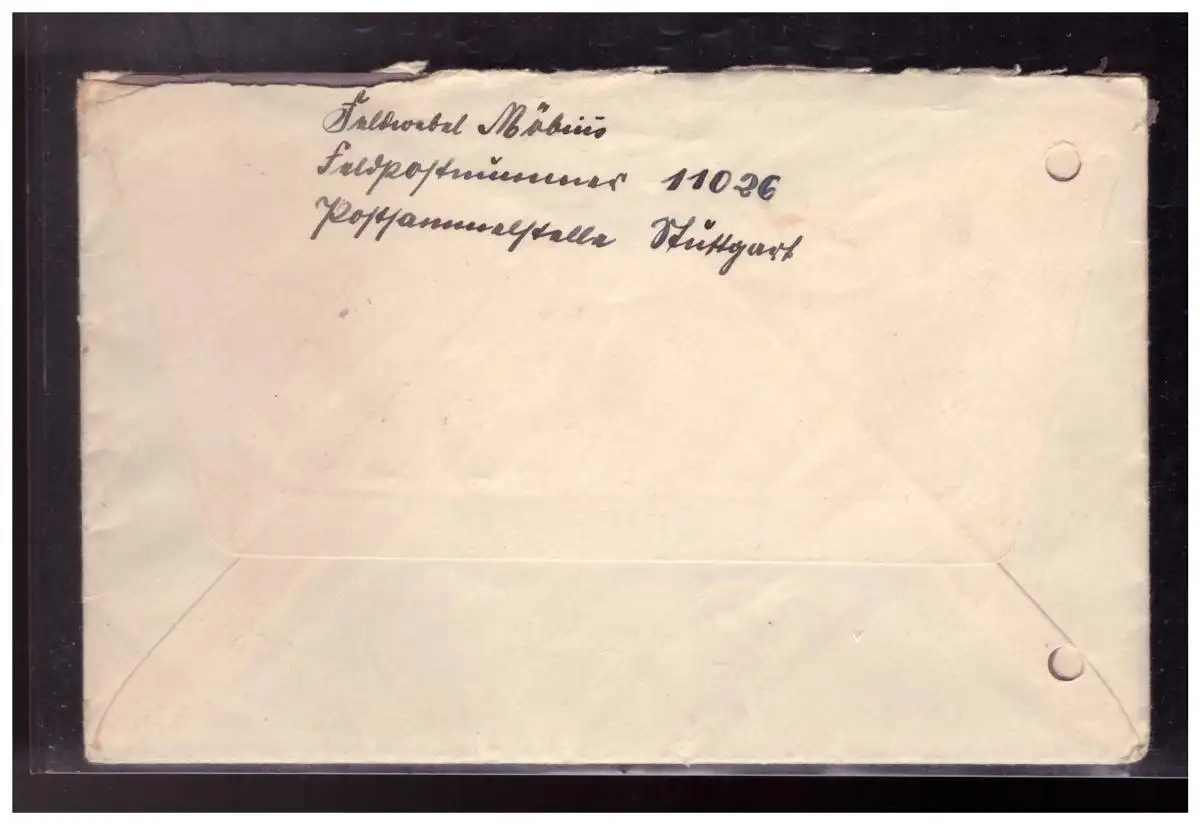 Feldwebel Möbius
Feldpostnummer 11026
Postsammelstelle Stuttgart